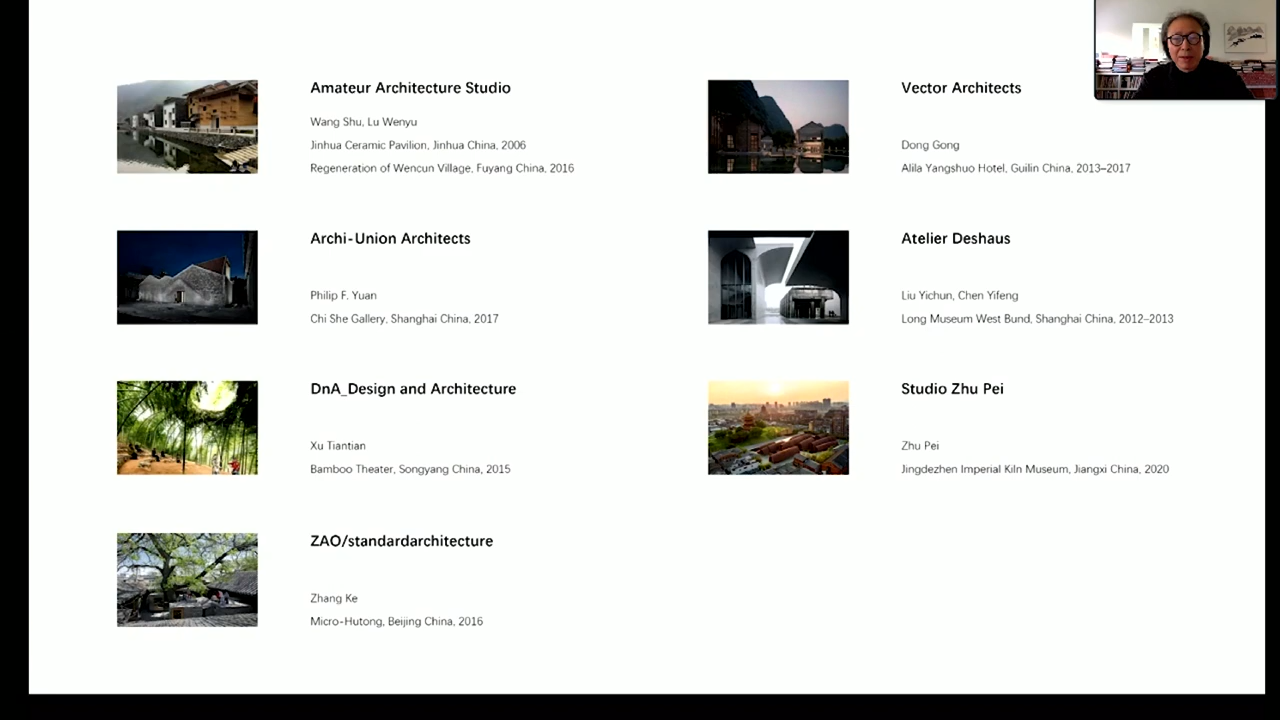 Amateur Architecture Studio
Wang Shu, Lu Wenyu
Jinhua Ceramic Pavilion, Jinhua China, 2006
Regeneration of Wencun Village, Fuyang China, 2016
Archi-Union Architects
Philip F. Yuan
Chi She Gallery, Shanghai China, 2017
DnA_Design and Architecture
Xu Tiantian
Bamboo Theater, Songyang China, 2015
ZAO/standardarchitecture
Zhang Ke
Micro-Hutong, Beijing China, 2016
Vector Architects
Dong Gong
Alila Yangshuo Hotel, Guilin China, 2013–2017
Atelier Deshaus
Liu Yichun, Chen Yifeng
Long Museum West Bund, Shanghai China, 2012–2013
Studio Zhu Pei
Zhu Pei
Jingdezhen Imperial Kiln Museum, Jiangxi China, 2020